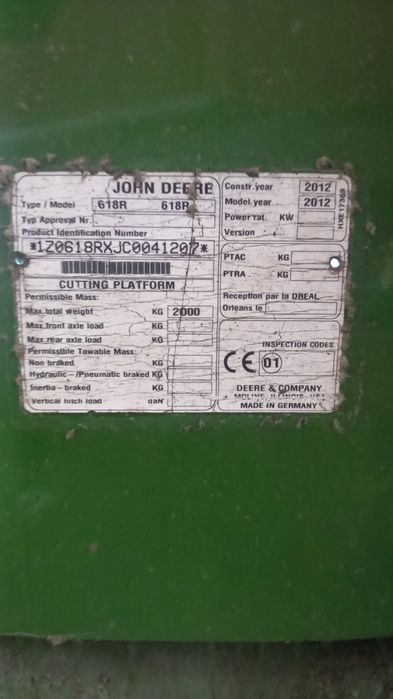 JOHN DEERE
Type / Model 618R 618R
Typ Approval Nr.
Product Identification Number
*1Z0618RXJC0041207*
CUTTING PLATFORM
Permissible Mass:
Max.total weight KG 2000
Max.front axle load KG
Max.rear axle load KG
Permissible Towable Mass:
Non braked KG
Hydraulic-/Pneumatic braked KG
Inertia-braked KG
Vertical hitch load daN
Constr.year 2012
Model year 2012
Power rat. KW
Version
HXE17369
PTAC KG
PTRA KG
Reception par la DREAL
Orleans le
INSPECTION CODES
CE 01
DEERE & COMPANY
MOLINE, ILLINOIS, USA
MADE IN GERMANY